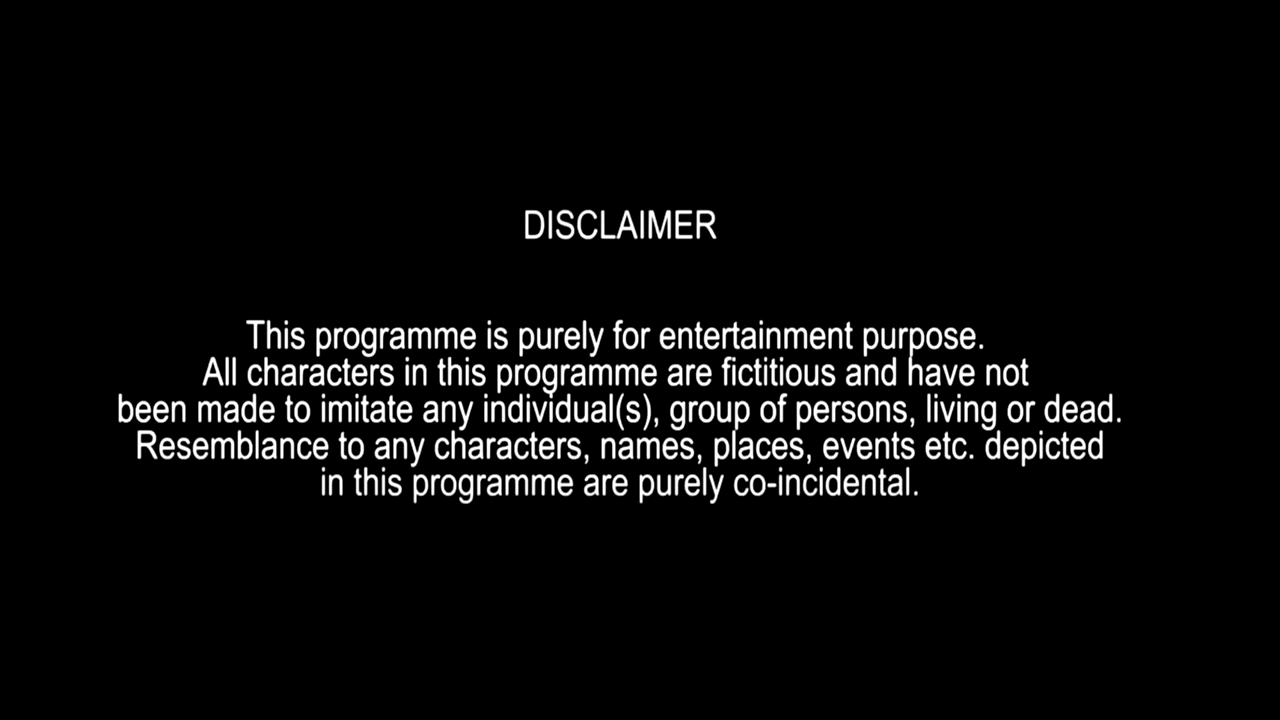 DISCLAIMER
This programme is purely for entertainment purpose.
All characters in this programme are fictitious and have not
been made to imitate any individual(s), group of persons, living or dead.
Resemblance to any characters, names, places, events etc. depicted
in this programme are purely co-incidental.